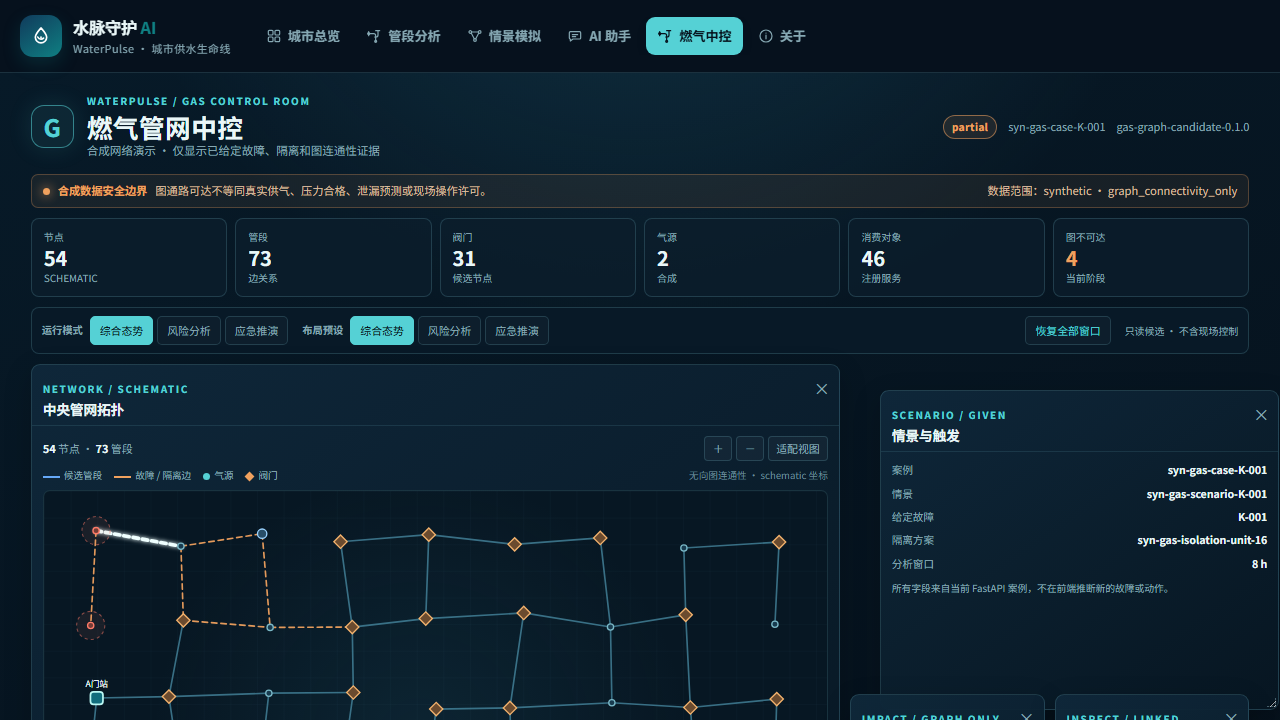 水脉守护 AI
WaterPulse · 城市供水生命线
城市总览
管段分析
情景模拟
AI 助手
燃气中控
关于
G
WATERPULSE / GAS CONTROL ROOM
燃气管网中控
合成网络演示 · 仅显示已给定故障、隔离和图连通性证据
partial
syn-gas-case-K-001
gas-graph-candidate-0.1.0
合成数据安全边界 图通路可达不等同真实供气、压力合格、泄漏预测或现场操作许可。
数据范围：synthetic · graph_connectivity_only
节点
54
SCHEMATIC
管段
73
边关系
阀门
31
候选节点
气源
2
合成
消费对象
46
注册服务
图不可达
4
当前阶段
运行模式 综合态势 风险分析 应急推演
布局预设 综合态势 风险分析 应急推演
恢复全部窗口
只读候选 · 不含现场控制
NETWORK / SCHEMATIC
中央管网拓扑
54 节点 · 73 管段
+
−
适配视图
候选管段 故障 / 隔离边 气源 阀门
无向图连通性 · schematic 坐标
A门站
SCENARIO / GIVEN
情景与触发
案例 syn-gas-case-K-001
情景 syn-gas-scenario-K-001
给定故障 K-001
隔离方案 syn-gas-isolation-unit-16
分析窗口 8 h
所有字段来自当前 FastAPI 案例，不在前端推断新的故障或动作。
IMPACT / GRAPH ONLY
INSPECT / LINKED